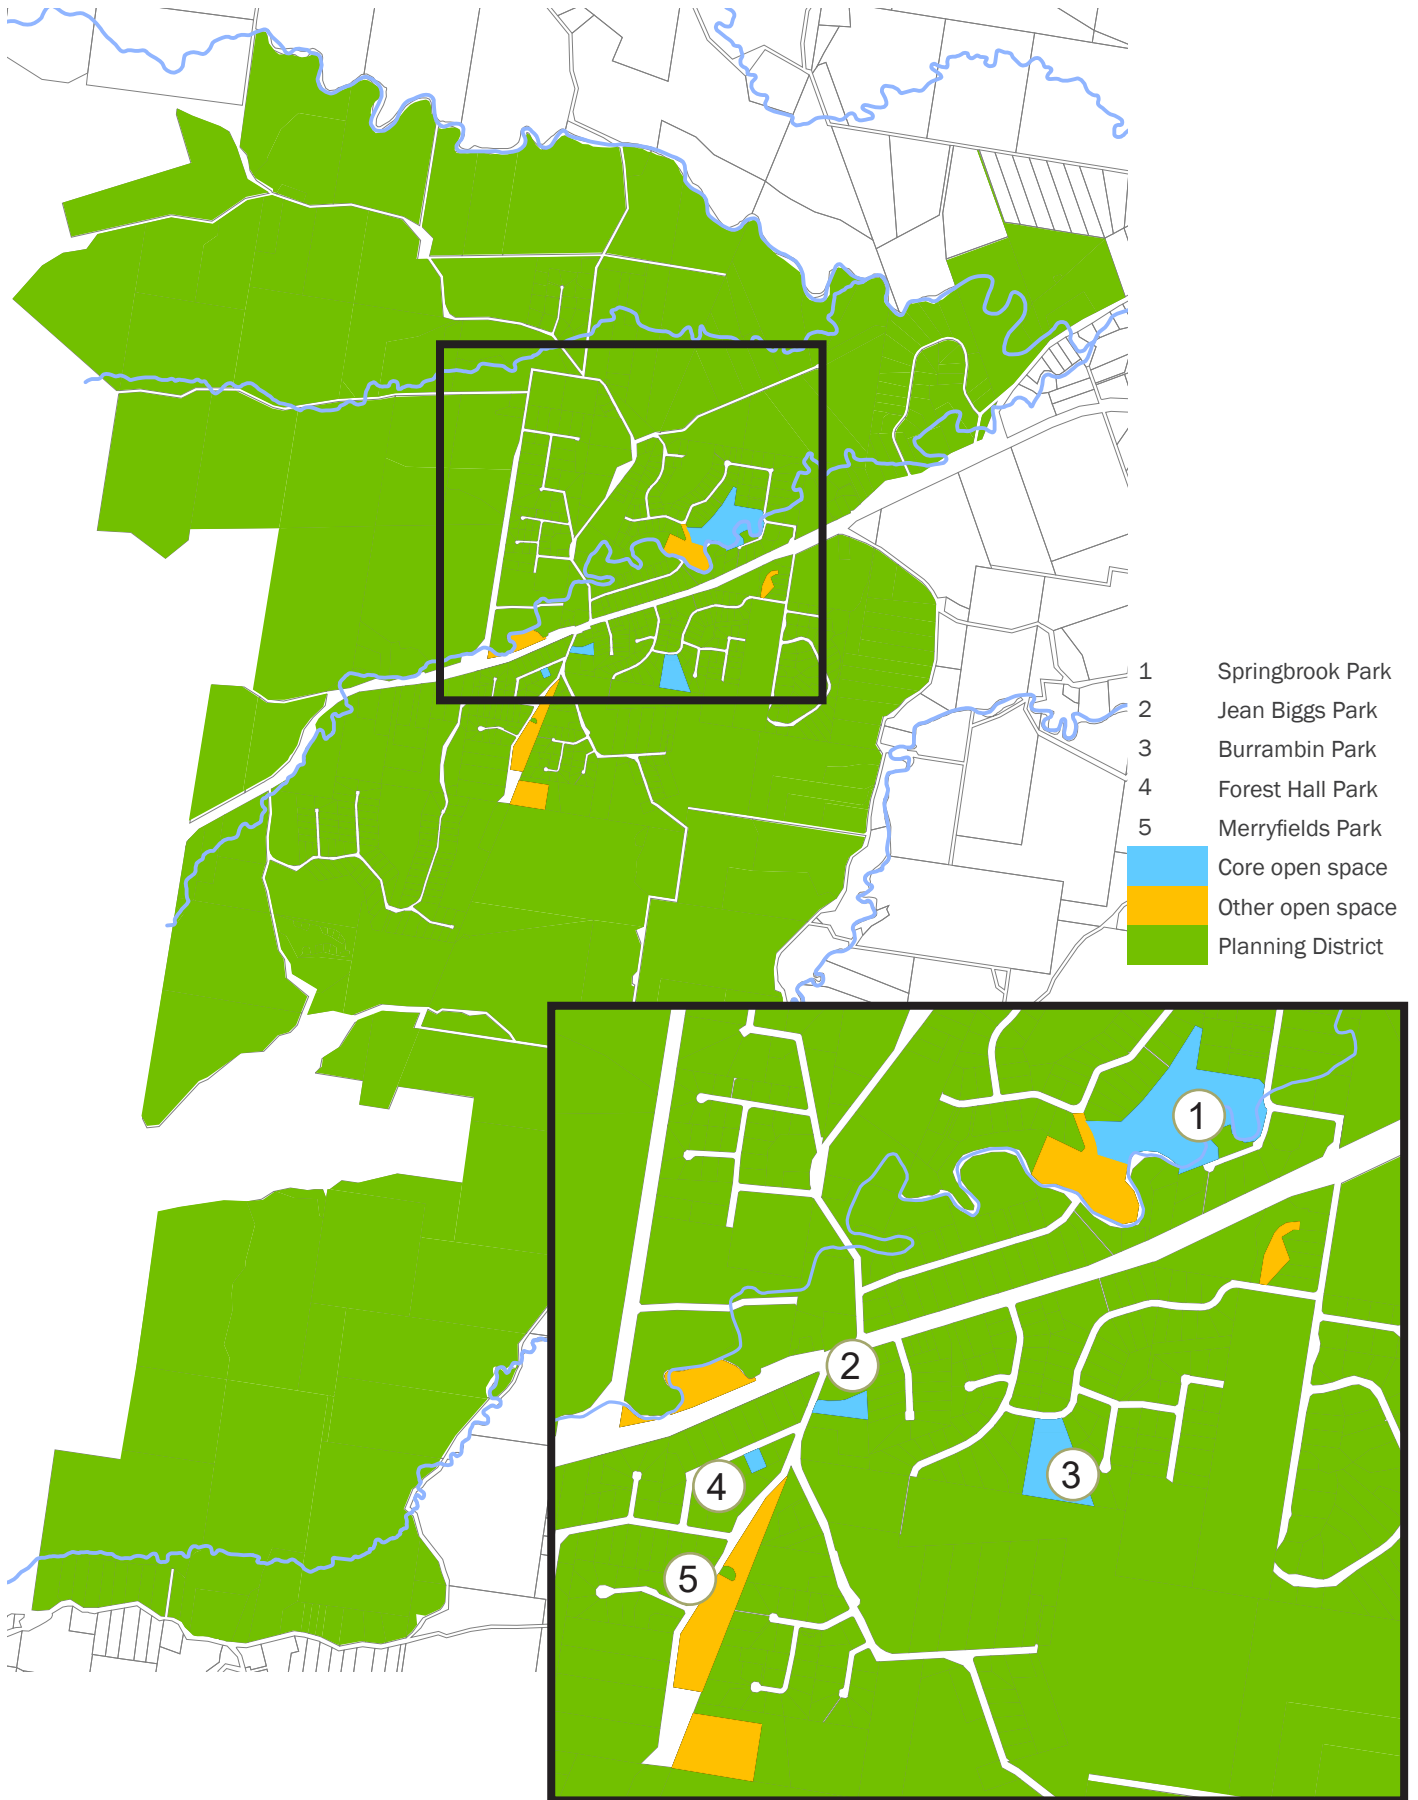 1 Springbrook Park
2 Jean Biggs Park
3 Burrambin Park
4 Forest Hall Park
5 Merryfields Park
Core open space
Other open space
Planning District
1
2
3
4
5